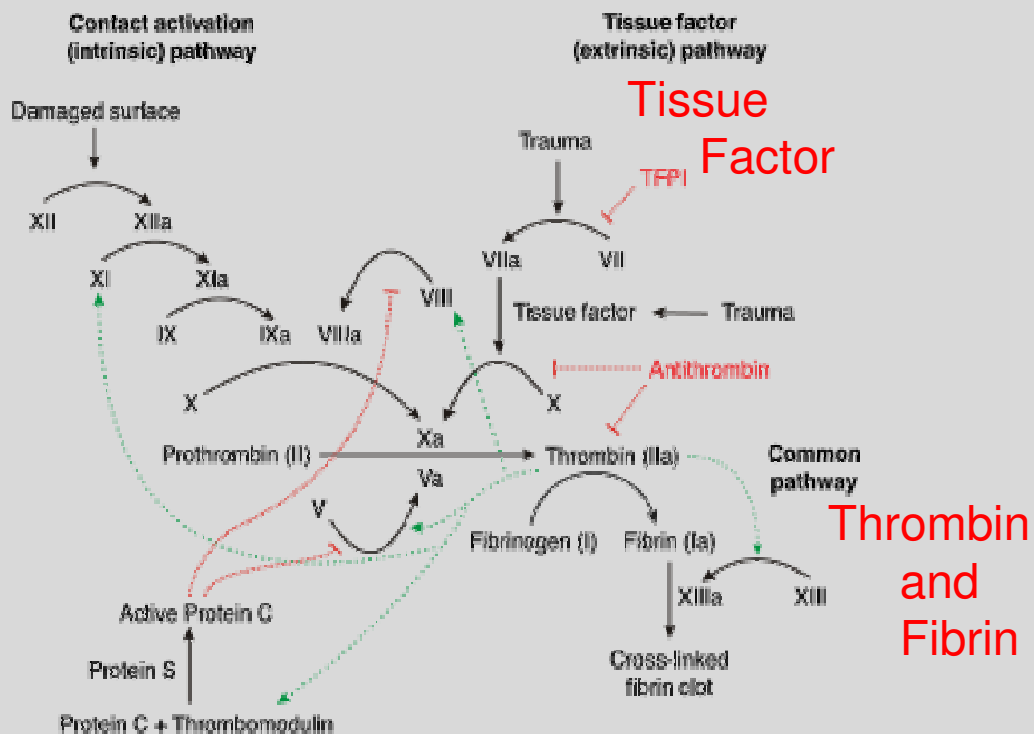 Contact activation
(intrinsic) pathway
Tissue factor
(extrinsic) pathway
Tissue
Factor
Damaged surface
Trauma
TFPI
XII
XIIa
XI
XIa
VIIa
VII
VIII
IX
IXa
VIIIa
Tissue factor
Trauma
Antithrombin
X
X
Xa
Prothrombin (II)
Thrombin (IIa)
Common
pathway
Va
V
Fibrinogen (I)
Fibrin (Ia)
Thrombin
and
Fibrin
XIIIa
XIII
Active Protein C
Cross-linked
fibrin clot
Protein S
Protein C + Thrombomodulin